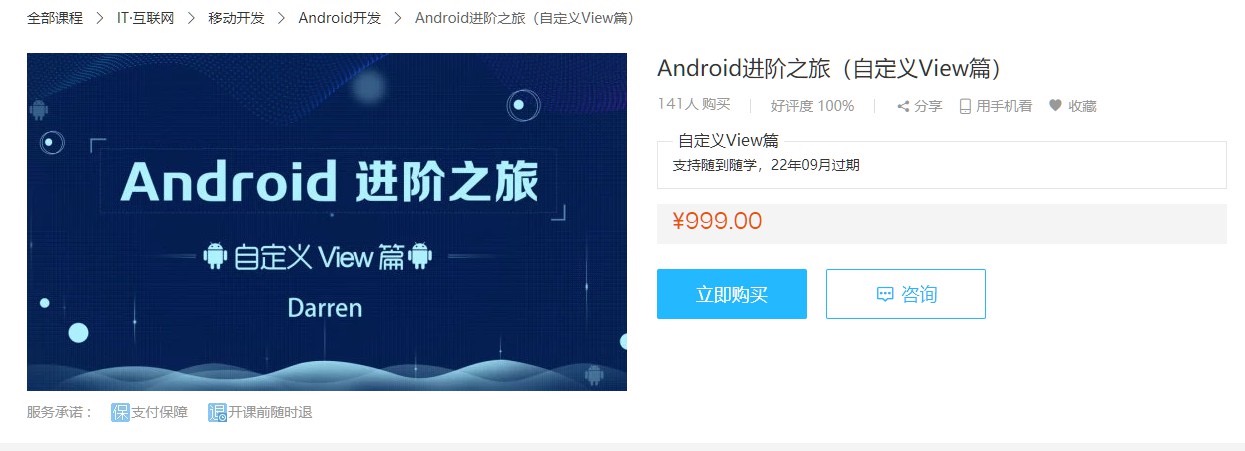 全部课程 > IT·互联网 > 移动开发 > Android开发 > Android进阶之旅（自定义View篇）
Android 进阶之旅
自定义 View 篇
Darren
服务承诺： 保 支付保障 退 开课前随时退
Android进阶之旅（自定义View篇）
141人 购买 好评度 100% 分享 用手机看 收藏
自定义View篇
支持随到随学，22年09月过期
¥999.00
立即购买 咨询